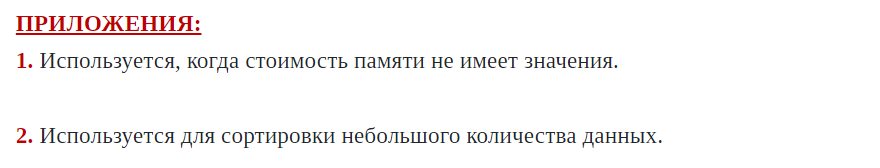 ПРИЛОЖЕНИЯ:
1. Используется, когда стоимость памяти не имеет значения.
2. Используется для сортировки небольшого количества данных.